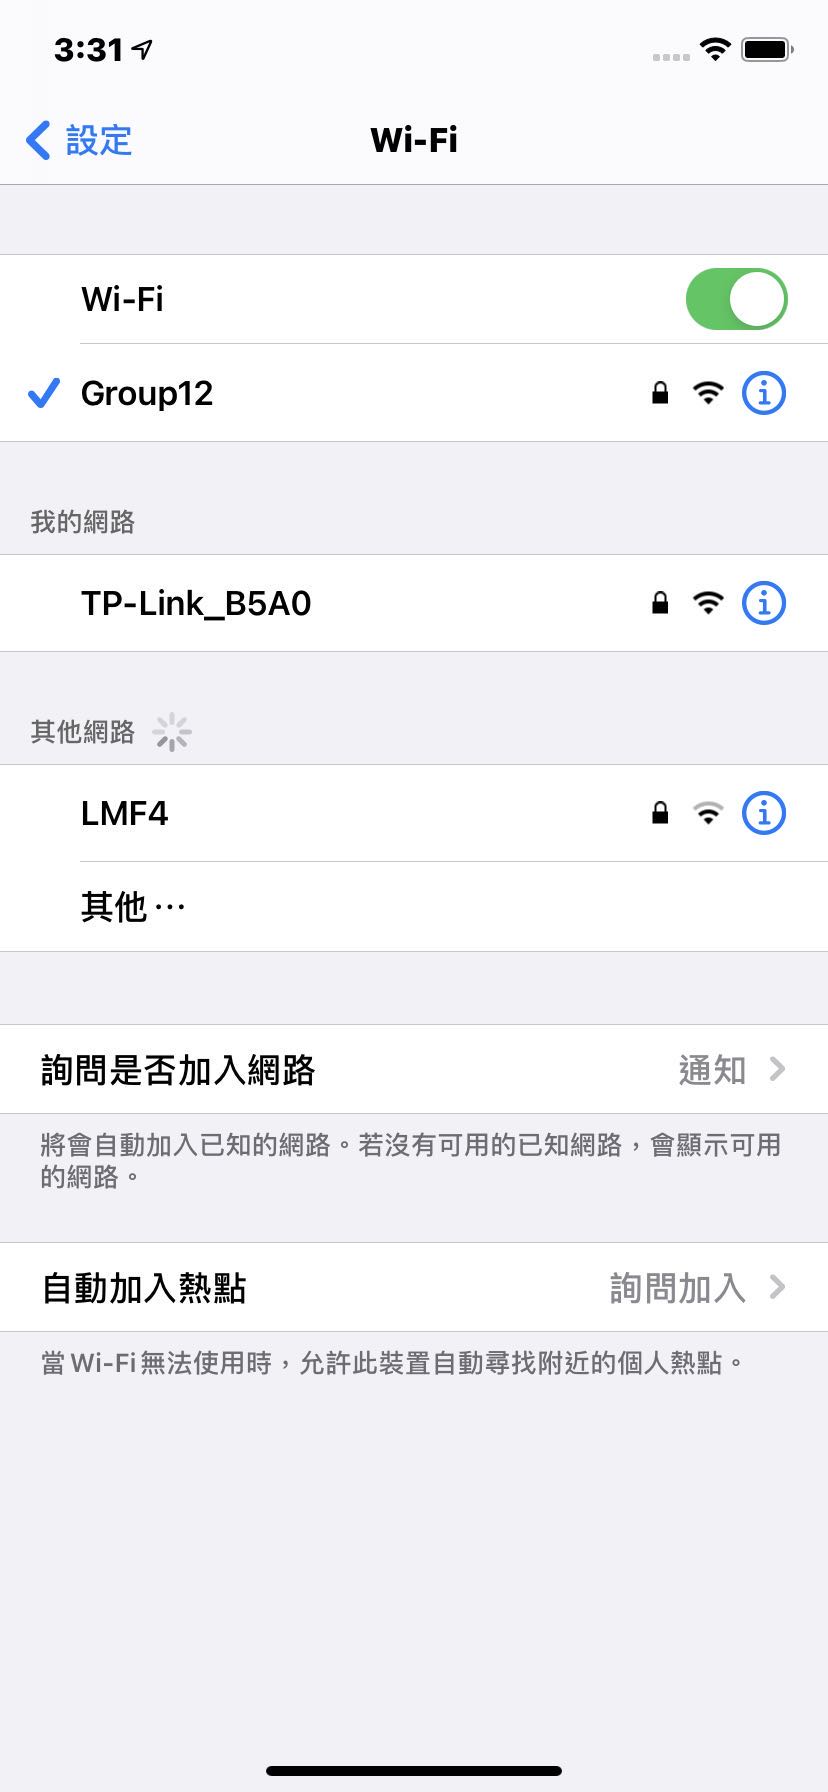 3:31
設定
Wi-Fi
Wi-Fi
Group12
我的網路
TP-Link_B5A0
其他網路
LMF4
其他⋯
詢問是否加入網路 通知
將會自動加入已知的網路。若沒有可用的已知網路，會顯示可用
的網路。
自動加入熱點 詢問加入
當 Wi-Fi 無法使用時，允許此裝置自動尋找附近的個人熱點。